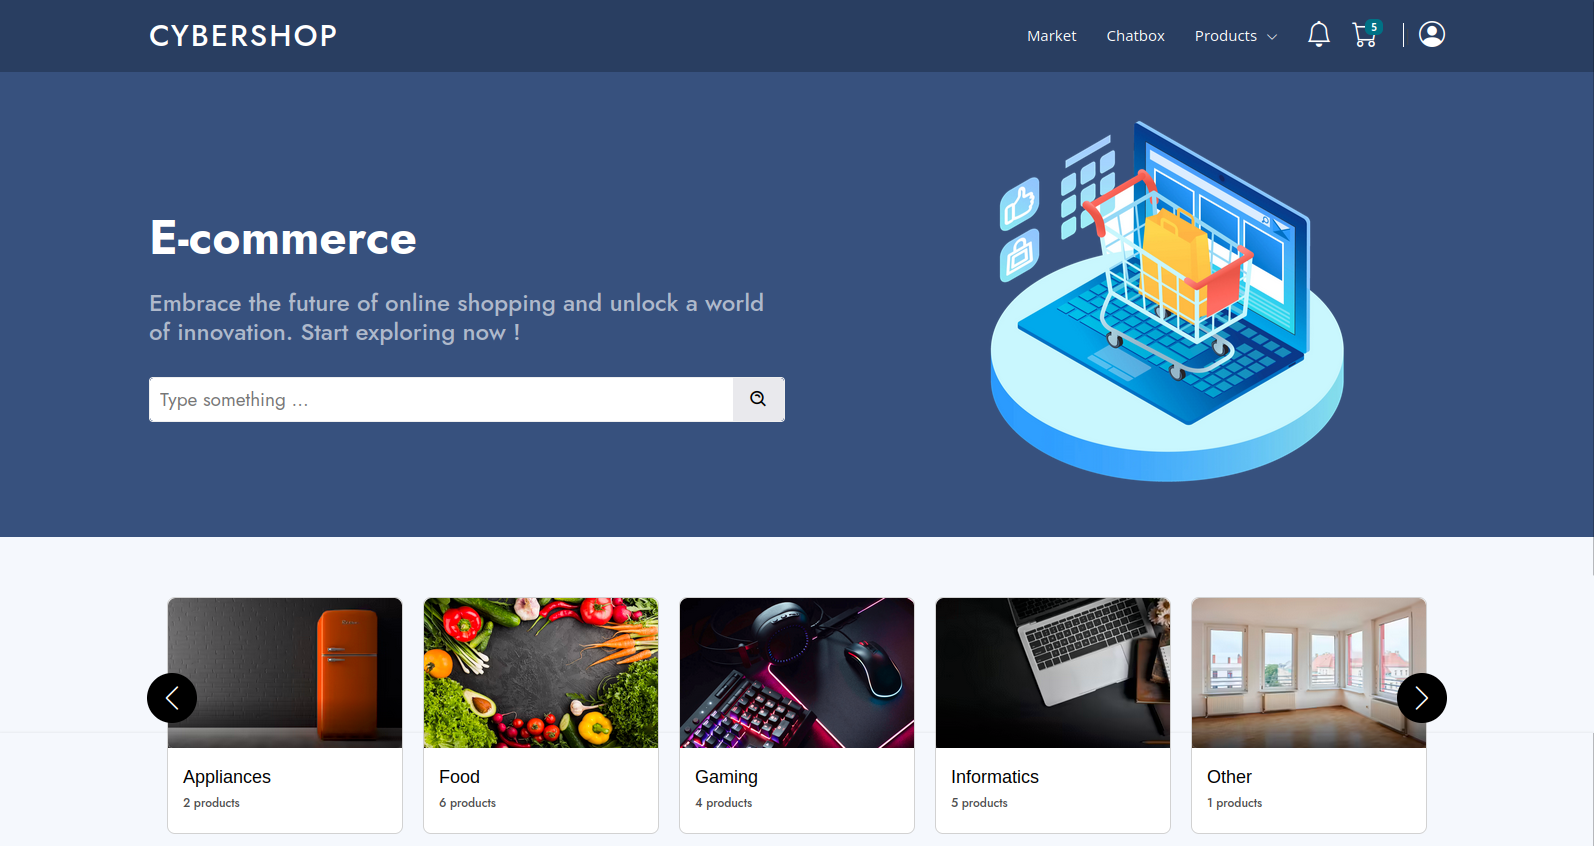 CYBERSHOP
Market
Chatbox
Products
5
E-commerce
Embrace the future of online shopping and unlock a world
of innovation. Start exploring now !
Type something ...
Appliances
2 products
Food
6 products
Gaming
4 products
Informatics
5 products
Other
1 products